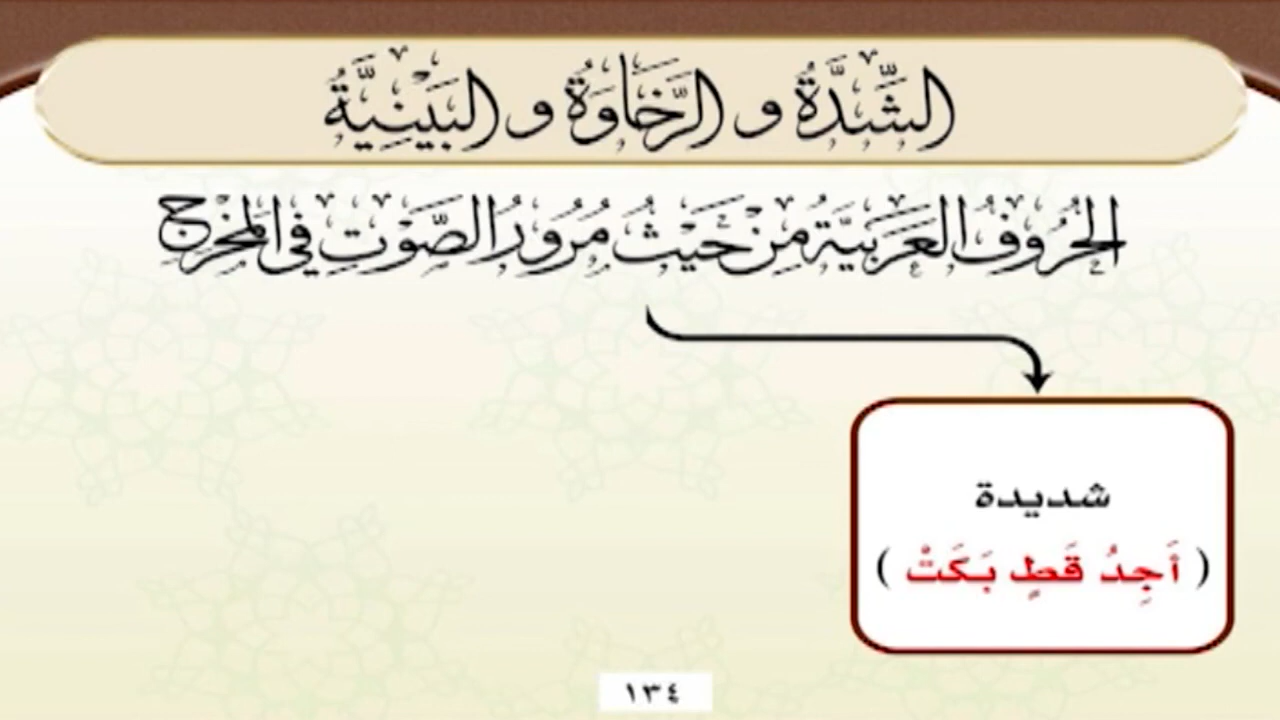 الشِّدَّةُ و الرَّخَاوَةُ و البَيْنِيَّةُ
الحُرُوفُ العَرَبِيَّةُ مِنْ حَيْثُ مُرُورُ الصَّوْتِ فِي المَخْرَجِ
شديدة
( أَجِدُ قَطٍ بَكَتْ )
١٣٤